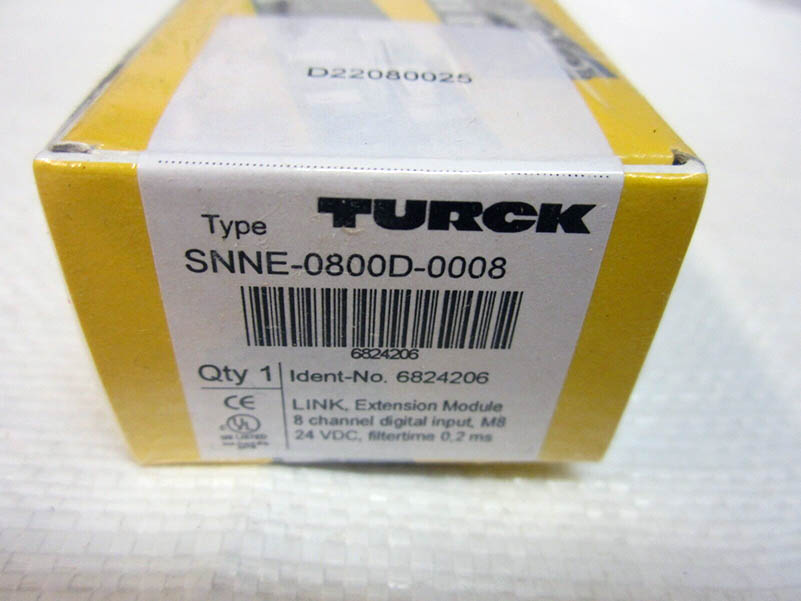 D22080025
TURCK
Type
SNNE-0800D-0008
6824206
Qty 1
Ident-No. 6824206
CE
LINK, Extension Module
8 channel digital input, M8
24 VDC, filtertime 0,2 ms
c UL